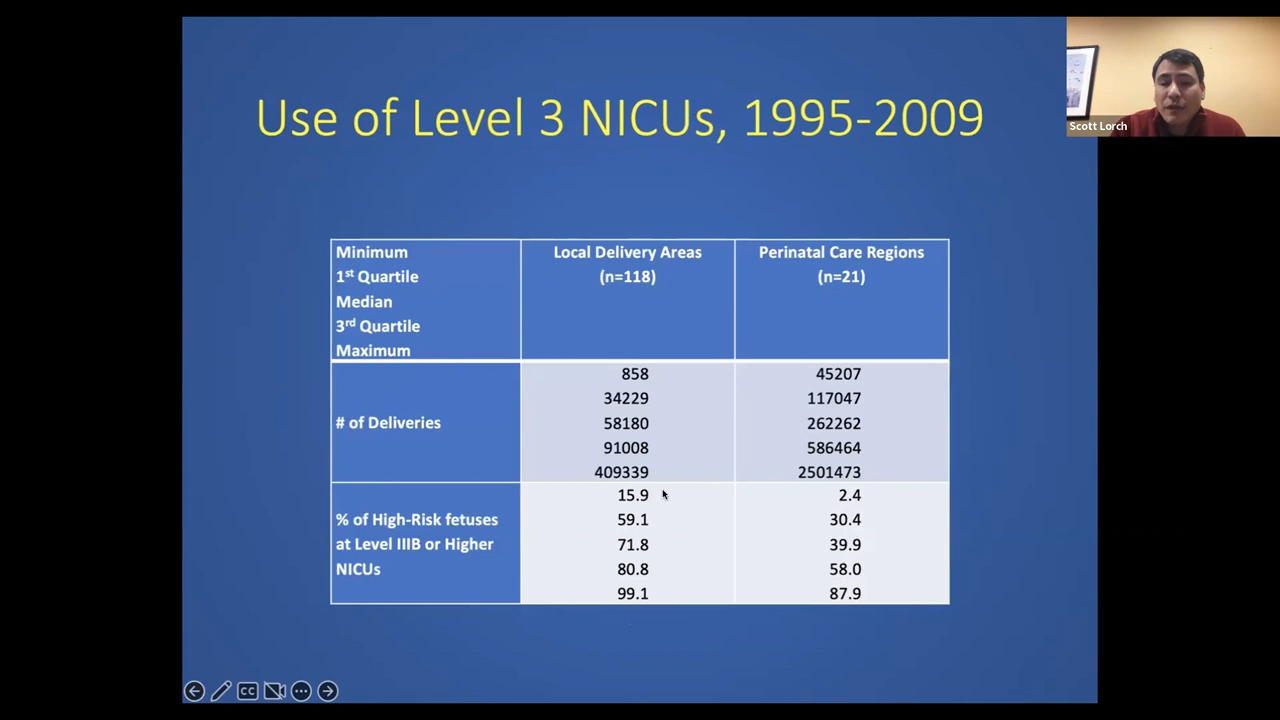 Use of Level 3 NICUs, 1995-2009
Scott Lorch
Minimum
1st Quartile
Median
3rd Quartile
Maximum
Local Delivery Areas
(n=118)
Perinatal Care Regions
(n=21)
# of Deliveries
858
34229
58180
91008
409339
45207
117047
262262
586464
2501473
% of High-Risk fetuses
at Level IIIB or Higher
NICUs
15.9
59.1
71.8
80.8
99.1
2.4
30.4
39.9
58.0
87.9
CC